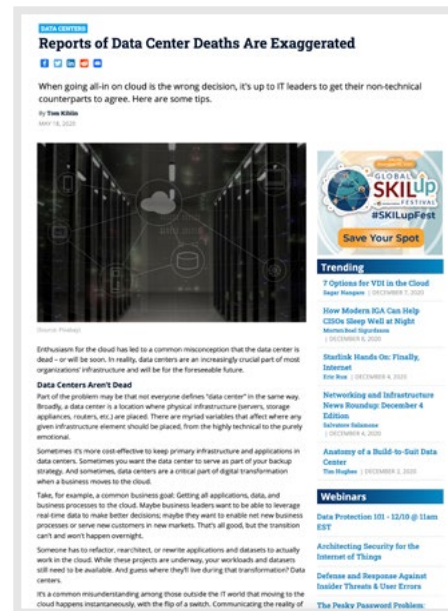 DATA CENTERS
Reports of Data Center Deaths Are Exaggerated
When going all-in on cloud is the wrong decision, it's up to IT leaders to get their non-technical
counterparts to agree. Here are some tips.
By Tom Kiblin
MAY 18, 2020
(Source: Pixabay)
Enthusiasm for the cloud has led to a common misconception that the data center is
dead – or will be soon. In reality, data centers are an increasingly crucial part of most
organizations' infrastructure and will be for the foreseeable future.
Data Centers Aren't Dead
Part of the problem may be that not everyone defines "data center" in the same way.
Broadly, a data center is a location where physical infrastructure (servers, storage
appliances, routers, etc.) are placed. There are myriad variables that affect where any
given infrastructure element should be placed, from the highly technical to the purely
emotional.
Sometimes it's more cost-effective to keep primary infrastructure and applications in
data centers. Sometimes you want the data center to serve as part of your backup
strategy. And sometimes, data centers are a critical part of digital transformation
when a business moves to the cloud.
Take, for example, a common business goal: Getting all applications, data, and
business processes to the cloud. Maybe business leaders want to be able to leverage
real-time data to make better decisions; maybe they want to enable net new business
processes or serve new customers in new markets. That's all good, but the transition
can't and won't happen overnight.
Someone has to refactor, rearchitect, or rewrite applications and datasets to actually
work in the cloud. While these projects are underway, your workloads and datasets
still need to be available. And guess where they'll live during that transformation? Data
centers.
It's a common misunderstanding among those outside the IT world that moving to the
cloud happens instantaneously, with the flip of a switch. Communicating the reality of
GLOBAL
SKILup
FESTIVAL
#SKILupFest
Save Your Spot
Trending
7 Options for VDI in the Cloud
Sagar Nangare | DECEMBER 7, 2020
How Modern IGA Can Help
CISOs Sleep Well at Night
| DECEMBER 6, 2020
Starlink Hands On: Finally,
Internet
Eric Nux | DECEMBER 4, 2020
Networking and Infrastructure
News Roundup: December 4
Edition
Salvatore Salamone
| DECEMBER 4, 2020
Anatomy of a Build-to-Suit Data
Center
Tim Hughes | DECEMBER 2, 2020
Webinars
Data Protection 101 - 12/10 @ 11am
EST
Architecting Security for the
Internet of Things
Defense and Response Against
Insider Threats & User Errors
The Peaky Password Problem